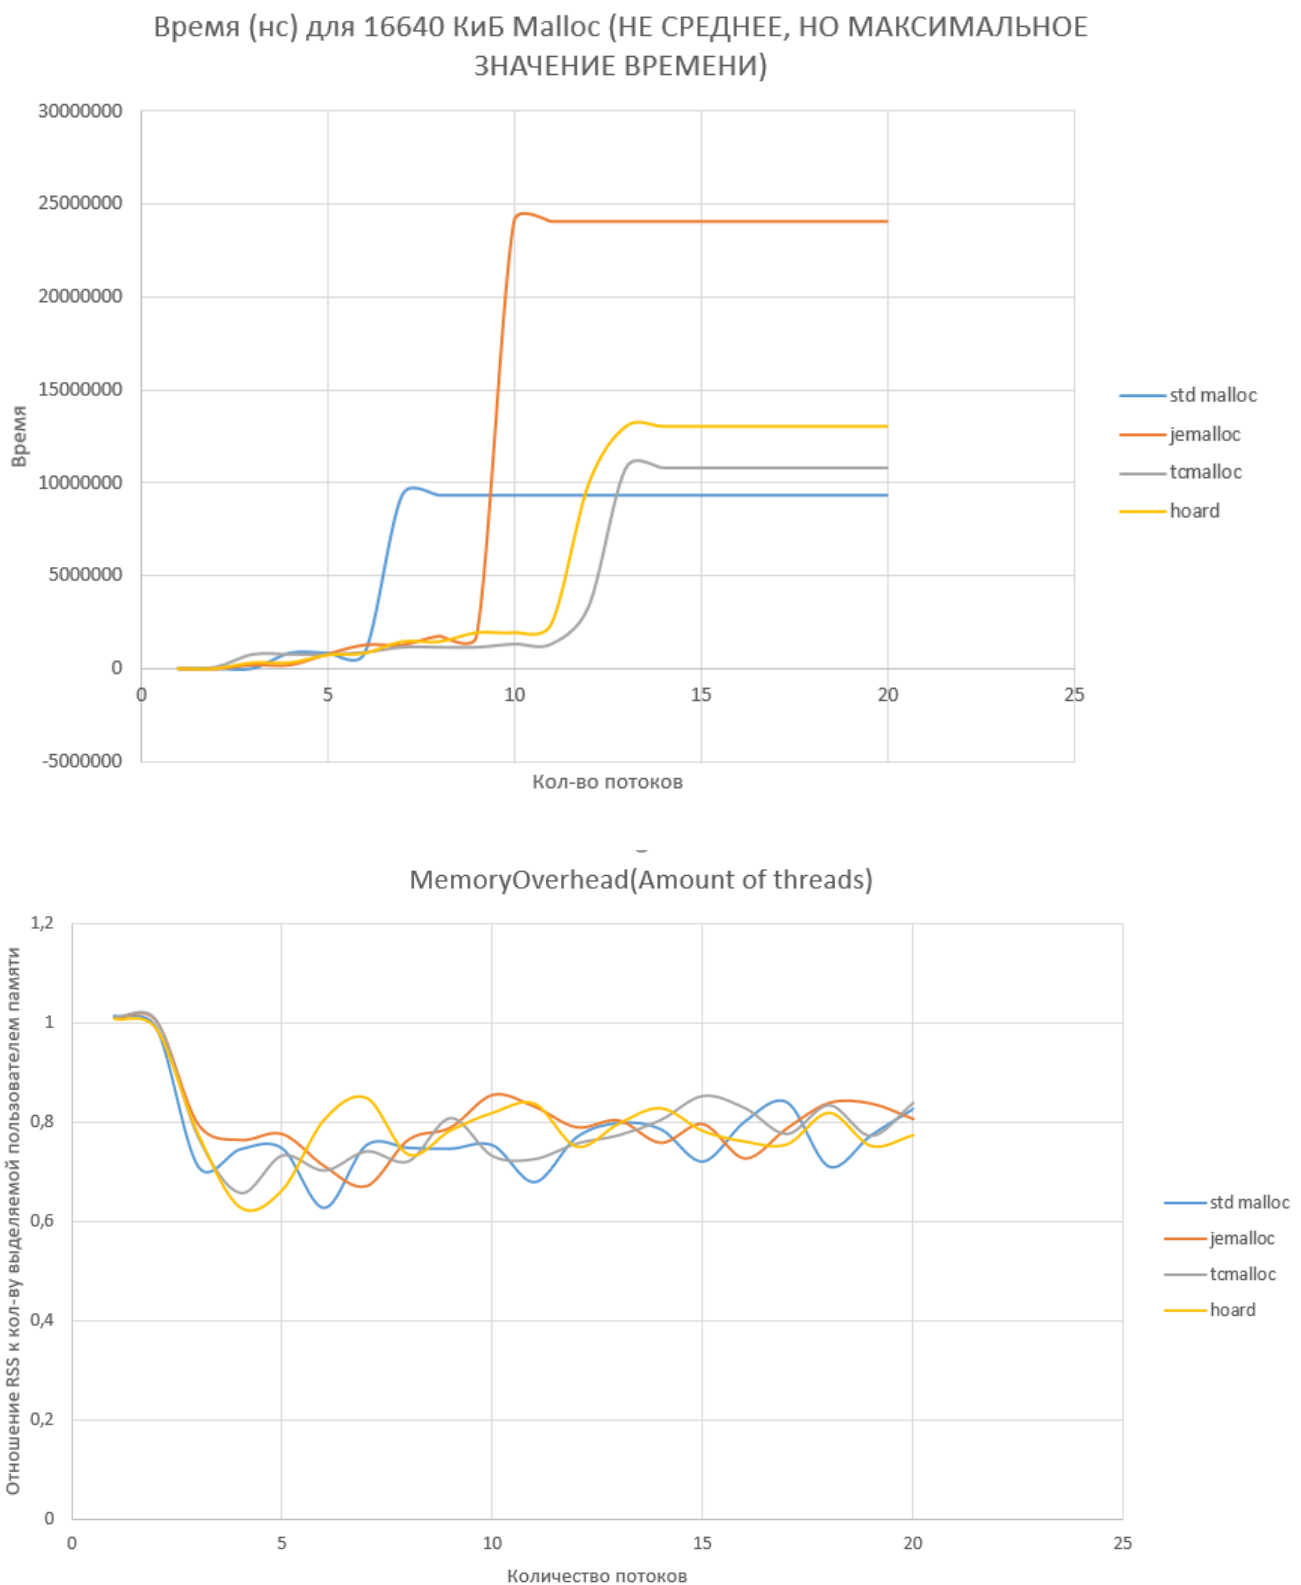 Время (нс) для 16640 КиБ Malloc (НЕ СРЕДНЕЕ, НО МАКСИМАЛЬНОЕ
ЗНАЧЕНИЕ ВРЕМЕНИ)
30000000
25000000
20000000
15000000
10000000
5000000
0
-5000000
Время
0
5
10
15
20
25
Кол-во потоков
std malloc
jemalloc
tcmalloc
hoard
MemoryOverhead(Amount of threads)
1,2
1
0,8
0,6
0,4
0,2
0
Отношение RSS к кол-ву выделяемой пользователем памяти
0
5
10
15
20
25
Количество потоков
std malloc
jemalloc
tcmalloc
hoard